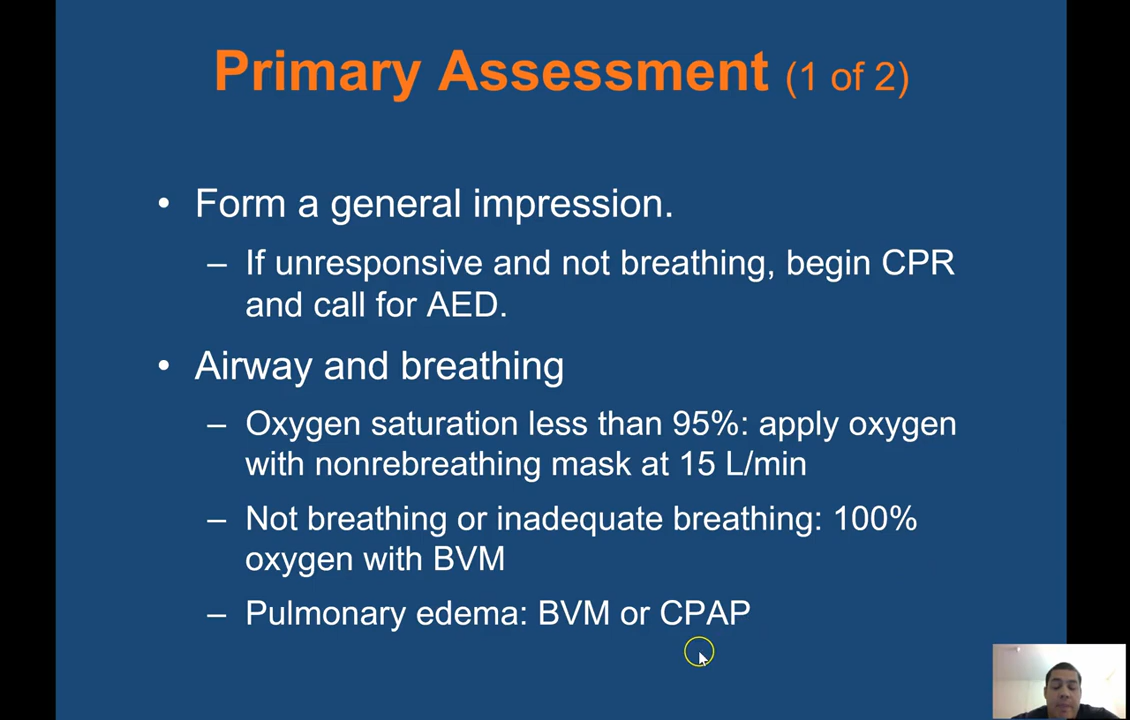 Primary Assessment (1 of 2)
• Form a general impression.
– If unresponsive and not breathing, begin CPR
and call for AED.
• Airway and breathing
– Oxygen saturation less than 95%: apply oxygen
with nonrebreathing mask at 15 L/min
– Not breathing or inadequate breathing: 100%
oxygen with BVM
– Pulmonary edema: BVM or CPAP